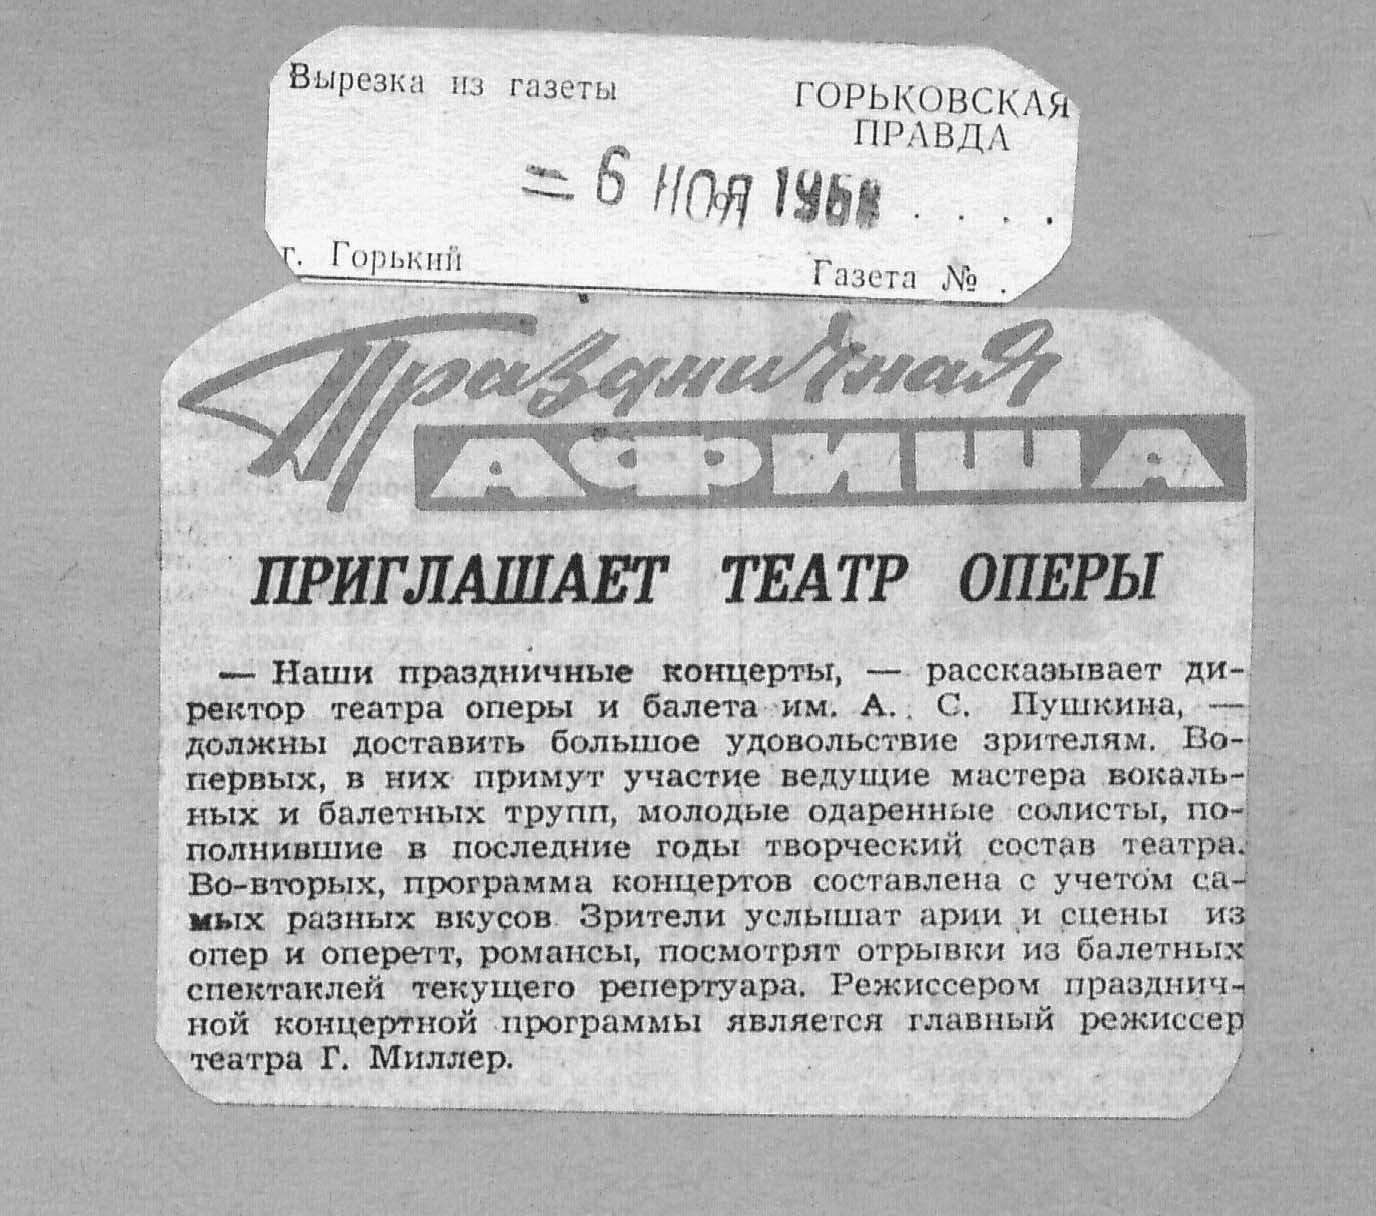 Вырезка из газеты
ГОРЬКОВСКАЯ
ПРАВДА
= 6 НОЯ
г. Горький
Газета № .
Праздничная
АФИША
ПРИГЛАШАЕТ ТЕАТР ОПЕРЫ
— Наши праздничные концерты, — рассказывает ди-
ректор театра оперы и балета им. А. С. Пушкина, —
должны доставить большое удовольствие зрителям. Во-
первых, в них примут участие ведущие мастера вокаль-
ных и балетных трупп, молодые одаренные солисты, по-
полнившие в последние годы творческий состав театра.
Во-вторых, программа концертов составлена с учетом са-
мых разных вкусов. Зрители услышат арии и сцены из
опер и оперетт, романсы, посмотрят отрывки из балетных
спектаклей текущего репертуара. Режиссером празднич-
ной концертной программы является главный режиссер
театра Г. Миллер.